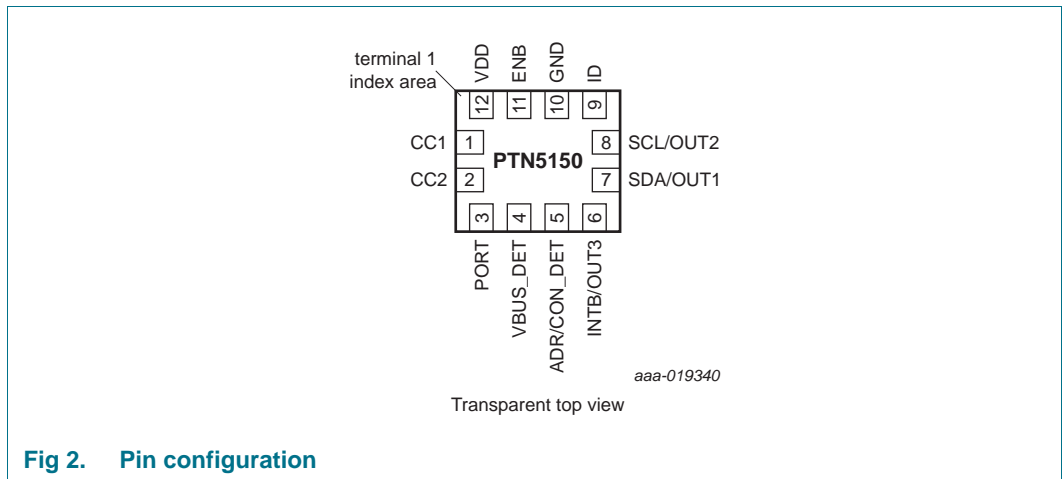 terminal 1
index area
VDD
ENB
GND
ID
12
11
10
9
CC1 1
8 SCL/OUT2
PTN5150
CC2 2
7 SDA/OUT1
3
4
5
6
PORT
VBUS_DET
ADR/CON_DET
INTB/OUT3
aaa-019340
Transparent top view
Fig 2. Pin configuration